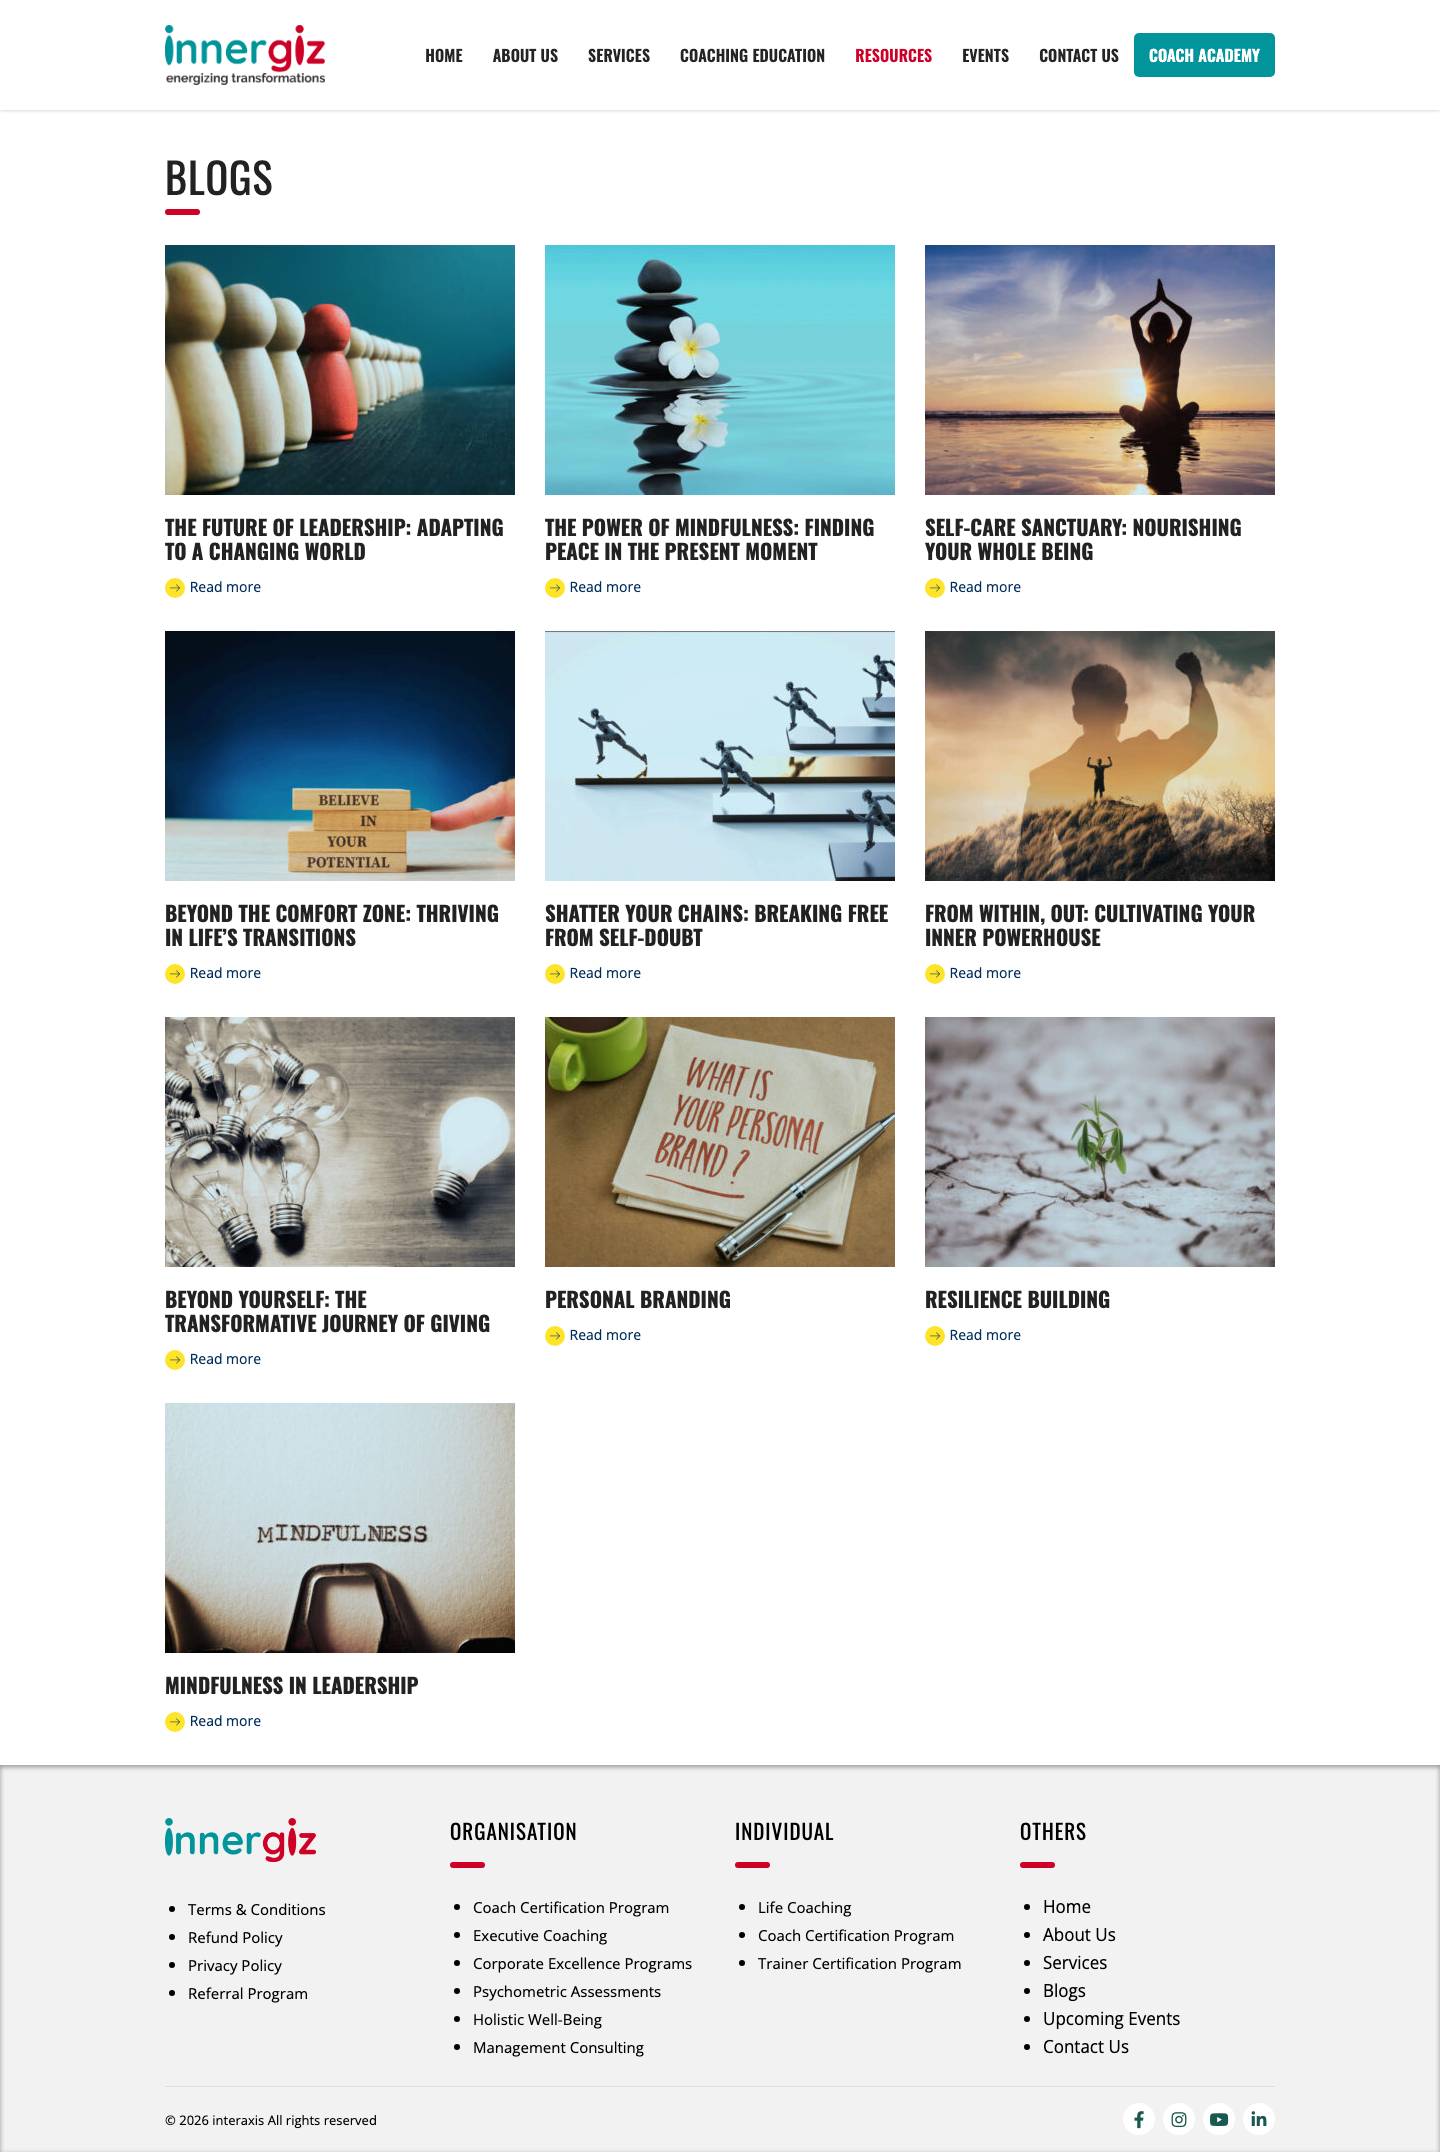 innergiz
energizing transformations
HOME
ABOUT US
SERVICES
COACHING EDUCATION
RESOURCES
EVENTS
CONTACT US
COACH ACADEMY
BLOGS
THE FUTURE OF LEADERSHIP: ADAPTING
TO A CHANGING WORLD
Read more
THE POWER OF MINDFULNESS: FINDING
PEACE IN THE PRESENT MOMENT
Read more
SELF-CARE SANCTUARY: NOURISHING
YOUR WHOLE BEING
Read more
BELIEVE
IN
YOUR
POTENTIAL
BEYOND THE COMFORT ZONE: THRIVING
IN LIFE’S TRANSITIONS
Read more
SHATTER YOUR CHAINS: BREAKING FREE
FROM SELF-DOUBT
Read more
FROM WITHIN, OUT: CULTIVATING YOUR
INNER POWERHOUSE
Read more
BEYOND YOURSELF: THE
TRANSFORMATIVE JOURNEY OF GIVING
Read more
WHAT IS
YOUR PERSONAL
BRAND?
PERSONAL BRANDING
Read more
RESILIENCE BUILDING
Read more
MINDFULNESS
MINDFULNESS IN LEADERSHIP
Read more
innergiz
Terms & Conditions
Refund Policy
Privacy Policy
Referral Program
ORGANISATION
Coach Certification Program
Executive Coaching
Corporate Excellence Programs
Psychometric Assessments
Holistic Well-Being
Management Consulting
INDIVIDUAL
Life Coaching
Coach Certification Program
Trainer Certification Program
OTHERS
Home
About Us
Services
Blogs
Upcoming Events
Contact Us
© 2026 interaxis All rights reserved